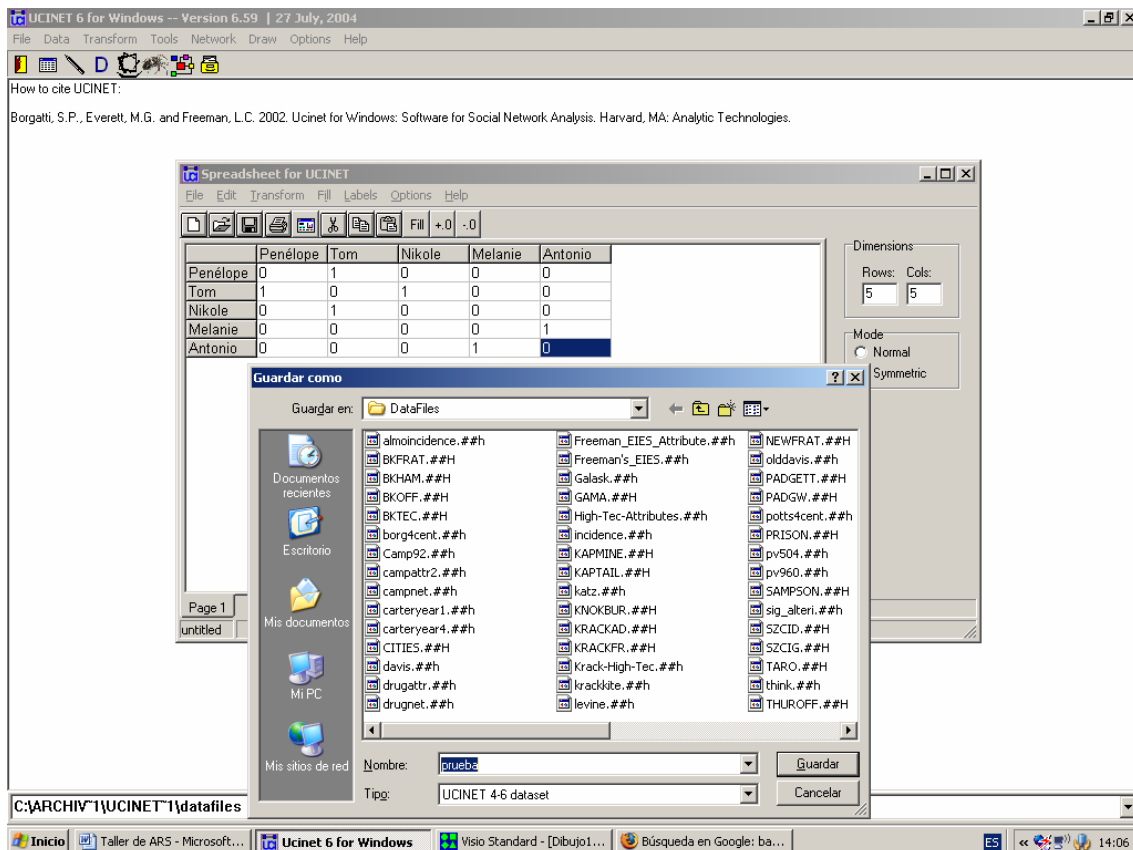 UCINET 6 for Windows -- Version 6.59 | 27 July, 2004
File Data Transform Tools Network Draw Options Help
D
How to cite UCINET:
Borgatti, S.P., Everett, M.G. and Freeman, L.C. 2002. Ucinet for Windows: Software for Social Network Analysis. Harvard, MA: Analytic Technologies.
Spreadsheet for UCINET
File Edit Transform Fill Labels Options Help
Fill +.0 -.0
Penélope Tom Nikole Melanie Antonio
Penélope 0 1 0 0 0
Tom 1 0 1 0 0
Nikole 0 1 0 0 0
Melanie 0 0 0 0 1
Antonio 0 0 0 1 0
Dimensions
Rows: Cols:
5 5
Mode
Normal
Symmetric
Page 1
untitled
Guardar como
Guardar en: DataFiles
Documentos recientes
Escritorio
Mis documentos
Mi PC
Mis sitios de red
almoincidence.##h
BKFRAT.##H
BKHAM.##H
BKOFF.##H
BKTEC.##H
borg4cent.##h
Camp92.##h
campattr2.##h
campnet.##h
carteryear1.##h
carteryear4.##h
CITIES.##H
davis.##h
drugattr.##h
drugnet.##h
Freeman_EIES_Attribute.##h
Freeman's_EIES.##h
Galask.##h
GAMA.##H
High-Tec-Attributes.##h
incidence.##h
KAPMINE.##H
KAPTAIL.##H
katz.##h
KNOKBUR.##H
KRACKAD.##H
KRACKFR.##H
Krack-High-Tec.##h
krackkite.##h
levine.##h
NEWFRAT.##H
olddavis.##h
PADGETT.##H
PADGW.##H
potts4cent.##h
PRISON.##H
pv504.##h
pv960.##h
SAMPSON.##H
sig_alteri.##h
SZCID.##H
SZCIG.##H
TARO.##H
think.##h
THUROFF.##H
Nombre: prueba
Guardar
Tipo: UCINET 4-6 dataset
Cancelar
C:\ARCHIV~1\UCINET~1\datafiles
Inicio Taller de ARS - Microsoft... Ucinet 6 for Windows Visio Standard - [Dibujo1... Búsqueda en Google: ba... ES « 14:06